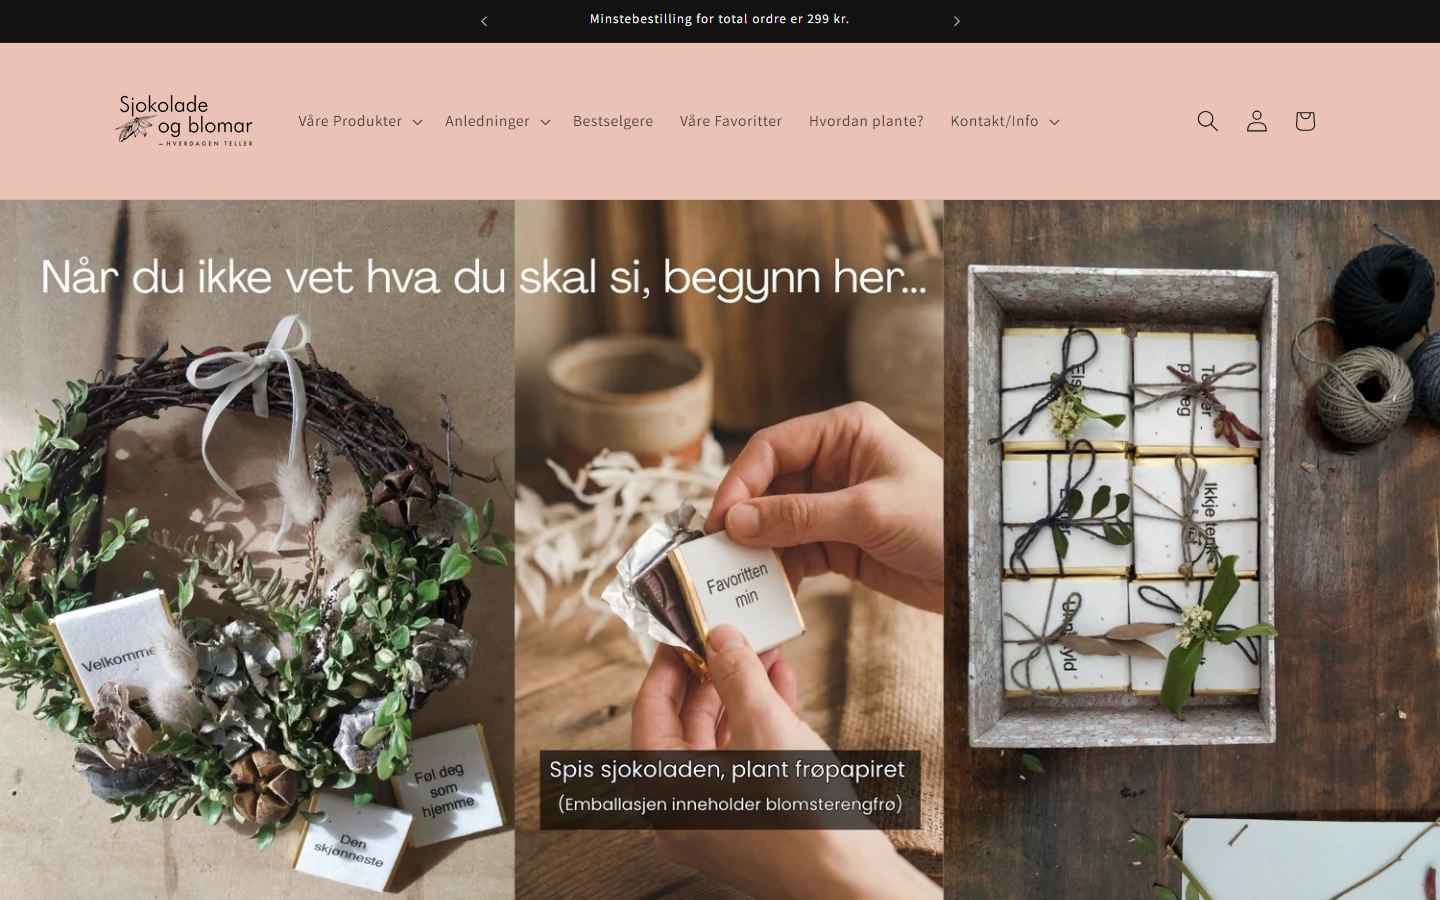 Minstebestilling for total ordre er 299 kr.
Sjokolade
og blomar
– HVERDAGEN TELLER
Våre Produkter
Anledninger
Bestselgere
Våre Favoritter
Hvordan plante?
Kontakt/Info
Når du ikke vet hva du skal si, begynn her...
Favoritten
min
Føl deg
som
hjemme
Den
skjønneste
Spis sjokoladen, plant frøpapiret
(Emballasjen inneholder blomsterengfrø)